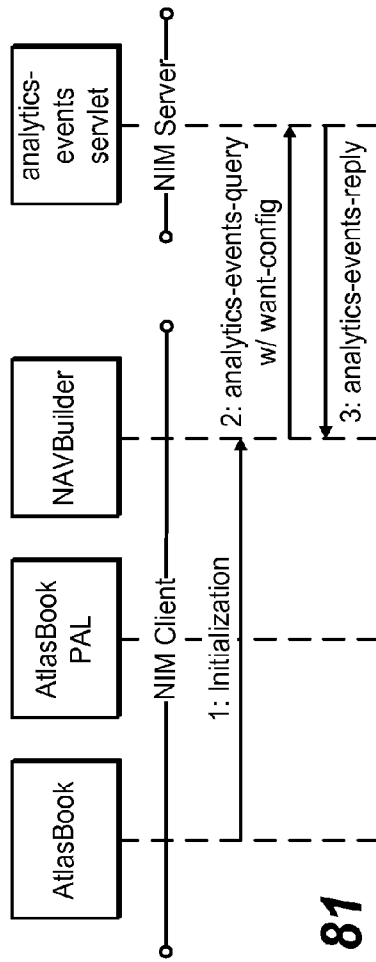 AtlasBook
AtlasBook
PAL
NAVBuilder
analytics-
events
servlet
NIM Client
NIM Server
1: Initialization
2: analytics-events-query
w/ want-config
3: analytics-events-reply
81